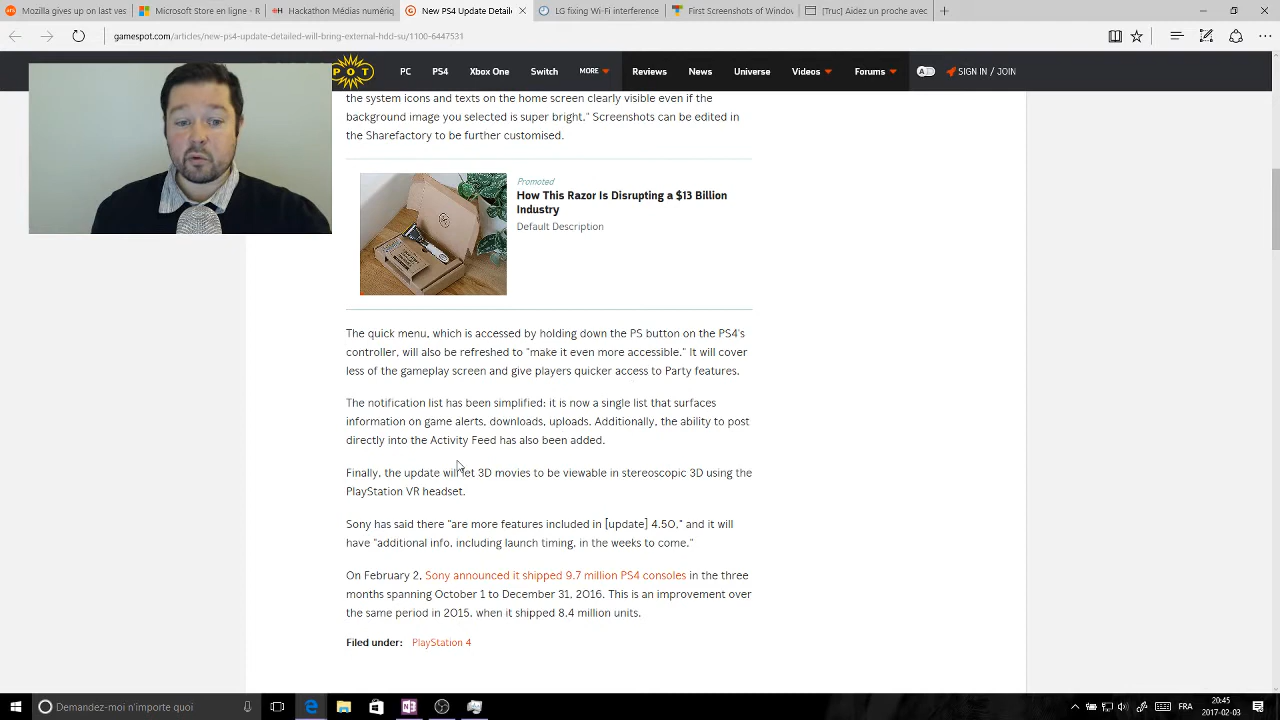 Mozilla gives up on last ves
Microsoft Store en ligne - R
Hackathon Médias numériq
New PS4 Update Detaile
LG fixing Wi-Fi interference
First Screenshots of Window
[Truc] Aidez un proche avec
gamespot.com/articles/new-ps4-update-detailed-will-bring-external-hdd-su/1100-6447531
POT
PC
PS4
Xbox One
Switch
MORE
Reviews
News
Universe
Videos
Forums
A
SIGN IN / JOIN
the system icons and texts on the home screen clearly visible even if the
background image you selected is super bright." Screenshots can be edited in
the Sharefactory to be further customised.
Promoted
How This Razor Is Disrupting a $13 Billion
Industry
Default Description
The quick menu, which is accessed by holding down the PS button on the PS4's
controller, will also be refreshed to "make it even more accessible." It will cover
less of the gameplay screen and give players quicker access to Party features.
The notification list has been simplified; it is now a single list that surfaces
information on game alerts, downloads, uploads. Additionally, the ability to post
directly into the Activity Feed has also been added.
Finally, the update will let 3D movies to be viewable in stereoscopic 3D using the
PlayStation VR headset.
Sony has said there "are more features included in [update] 4.50," and it will
have "additional info, including launch timing, in the weeks to come."
On February 2, Sony announced it shipped 9.7 million PS4 consoles in the three
months spanning October 1 to December 31, 2016. This is an improvement over
the same period in 2015, when it shipped 8.4 million units.
Filed under: PlayStation 4
Demandez-moi n'importe quoi
FRA
20:45
2017-02-03